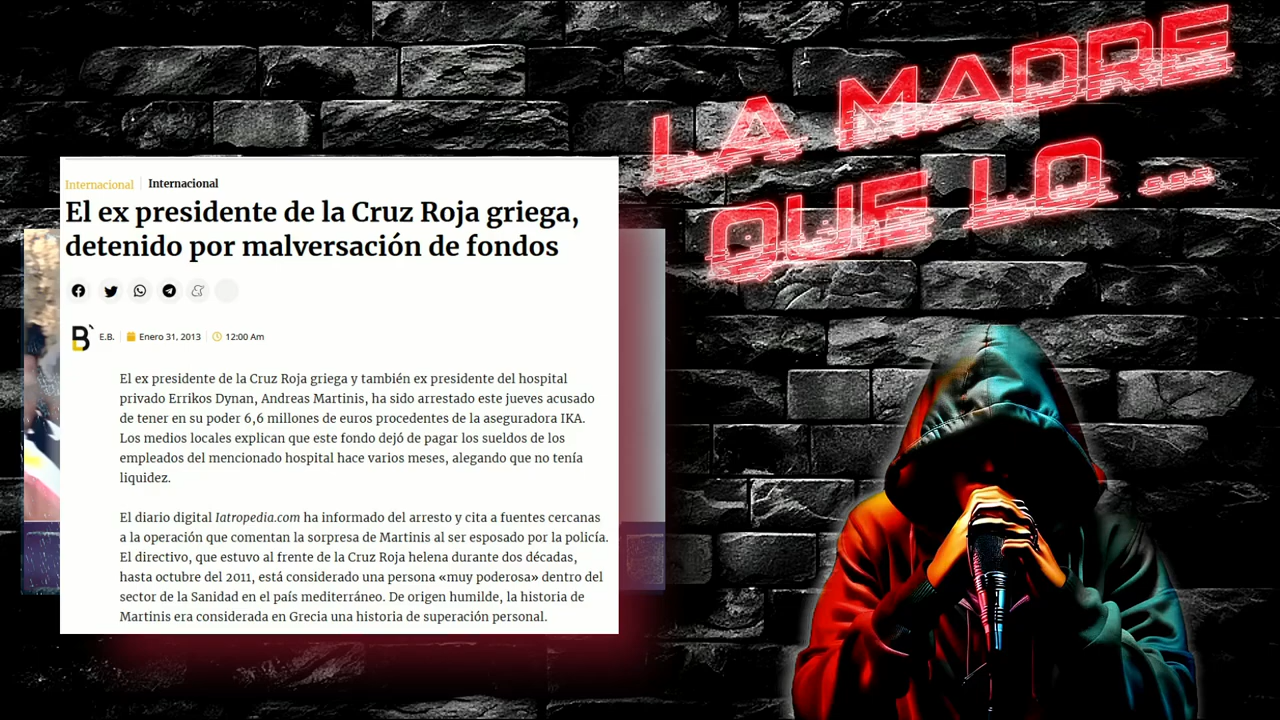 LA MADRE
QUE LO ...
Internacional Internacional
El ex presidente de la Cruz Roja griega,
detenido por malversación de fondos
B` E.B. Enero 31, 2013 12:00 Am
El ex presidente de la Cruz Roja griega y también ex presidente del hospital
privado Errikos Dynan, Andreas Martinis, ha sido arrestado este jueves acusado
de tener en su poder 6,6 millones de euros procedentes de la aseguradora IKA.
Los medios locales explican que este fondo dejó de pagar los sueldos de los
empleados del mencionado hospital hace varios meses, alegando que no tenía
liquidez.
El diario digital Iatropedia.com ha informado del arresto y cita a fuentes cercanas
a la operación que comentan la sorpresa de Martinis al ser esposado por la policía.
El directivo, que estuvo al frente de la Cruz Roja helena durante dos décadas,
hasta octubre del 2011, está considerado una persona «muy poderosa» dentro del
sector de la Sanidad en el país mediterráneo. De origen humilde, la historia de
Martinis era considerada en Grecia una historia de superación personal.